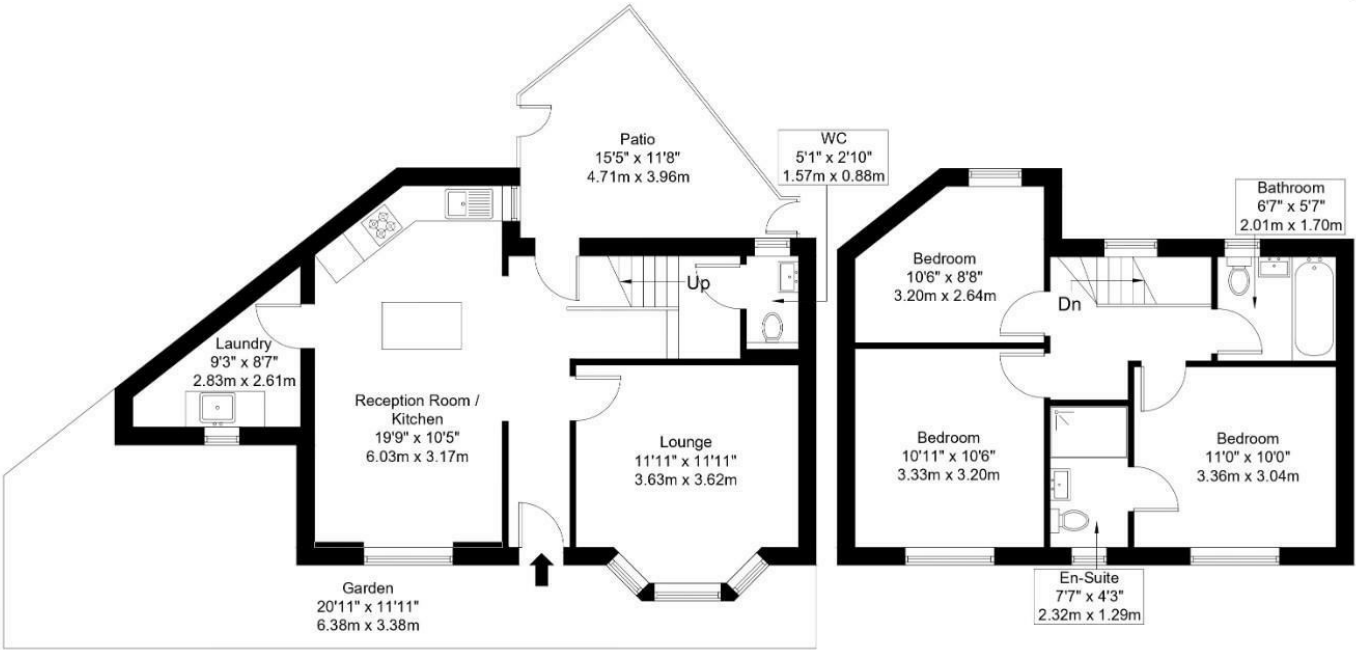 Patio
15'5" x 11'8"
4.71m x 3.96m
WC
5'1" x 2'10"
1.57m x 0.88m
Up
Laundry
9'3" x 8'7"
2.83m x 2.61m
Reception Room /
Kitchen
19'9" x 10'5"
6.03m x 3.17m
Lounge
11'11" x 11'11"
3.63m x 3.62m
Garden
20'11" x 11'11"
6.38m x 3.38m
Bedroom
10'6" x 8'8"
3.20m x 2.64m
Bathroom
6'7" x 5'7"
2.01m x 1.70m
Dn
Bedroom
10'11" x 10'6"
3.33m x 3.20m
Bedroom
11'0" x 10'0"
3.36m x 3.04m
En-Suite
7'7" x 4'3"
2.32m x 1.29m